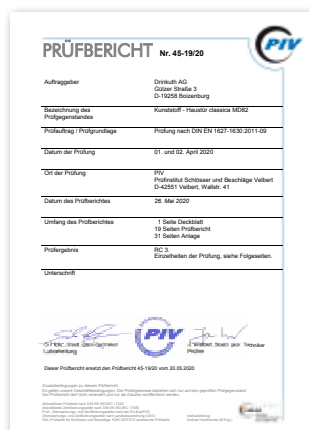 PRÜFBERICHT Nr. 45-19/20
PIV
Auftraggeber
Drinkuth AG
Gülzer Straße 3
D-19258 Boizenburg
Bezeichnung des Prüfgegenstandes
Kunststoff - Haustür classica MD82
Prüfauftrag / Prüfgrundlage
Prüfung nach DIN EN 1627-1630:2011-09
Datum der Prüfung
01. und 02. April 2020
Ort der Prüfung
PIV
Prüfinstitut Schlösser und Beschläge Velbert
D-42551 Velbert, Wallstr. 41
Datum des Prüfberichtes
26. Mai 2020
Umfang des Prüfberichtes
1 Seite Deckblatt
19 Seiten Prüfbericht
31 Seiten Anlage
Prüfergebnis
RC 3.
Einzelheiten der Prüfung, siehe Folgeseiten.
Unterschrift
PIV
Techniker
Laborleitung
Prüfer
Dieser Prüfbericht ersetzt den Prüfbericht 45-19/20 vom 20.05.2020